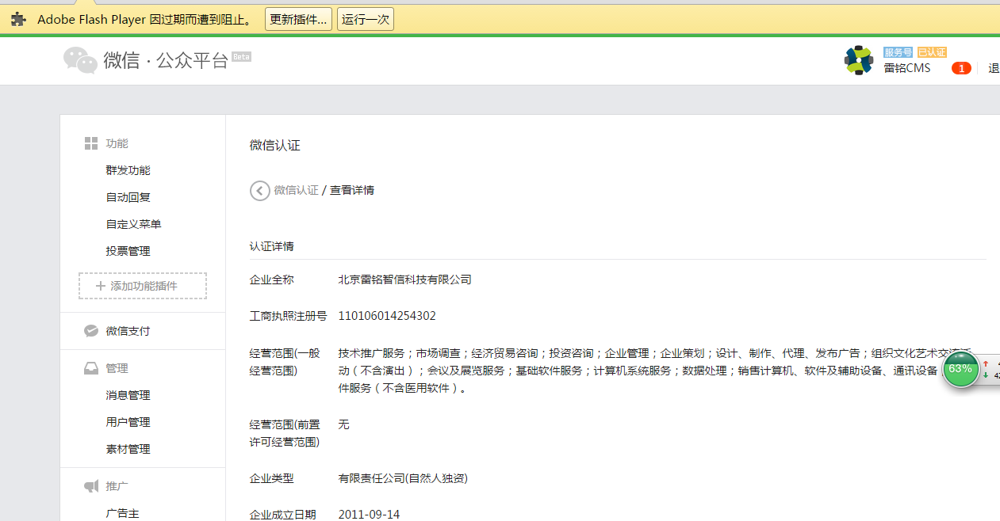 Adobe Flash Player 因过期而遭到阻止。 更新插件... 运行一次
微信·公众平台 Beta
服务号 已认证
雷铭CMS 1 退
功能
群发功能
自动回复
自定义菜单
投票管理
添加功能插件
微信支付
管理
消息管理
用户管理
素材管理
推广
广告主
微信认证
微信认证 / 查看详情
认证详情
企业全称 北京雷铭智信科技有限公司
工商执照注册号 110106014254302
经营范围(一般
经营范围)
技术推广服务；市场调查；经济贸易咨询；投资咨询；企业管理；企业策划；设计、制作、代理、发布广告；组织文化艺术交流活
动（不含演出）；会议及展览服务；基础软件服务；计算机系统服务；数据处理；销售计算机、软件及辅助设备、通讯设备
件服务（不含医用软件）。
经营范围(前置
许可经营范围)
无
企业类型 有限责任公司(自然人独资)
企业成立日期 2011-09-14
63%